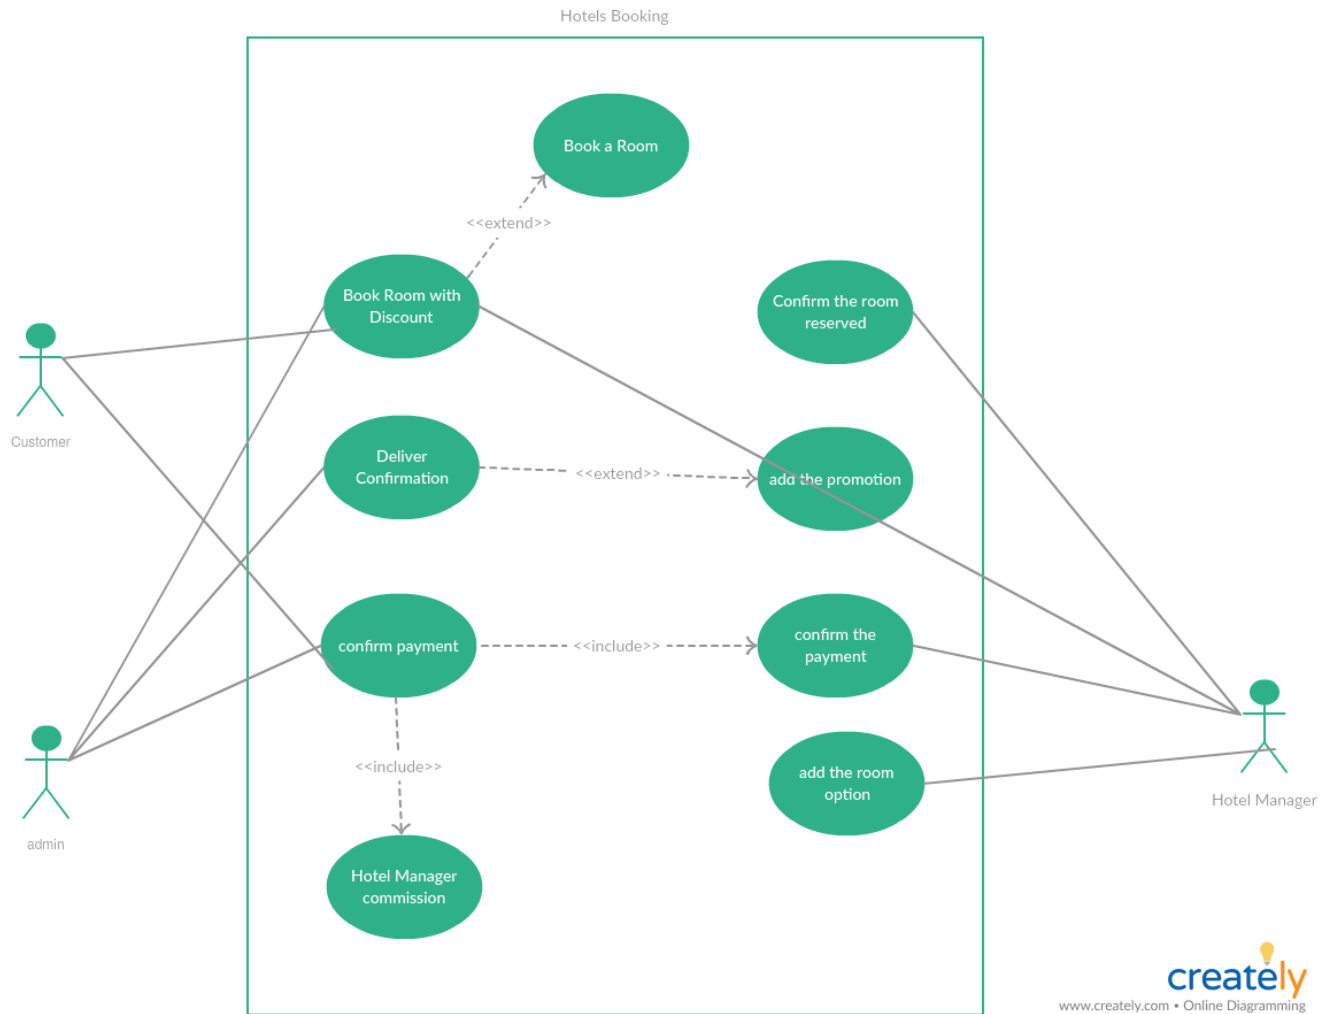 Hotels Booking
Book a Room
<<extend>>
Book Room with
Discount
Confirm the room
reserved
Customer
Deliver
Confirmation
<<extend>>
add the promotion
confirm payment
<<include>>
confirm the
payment
<<include>>
add the room
option
Hotel Manager
admin
Hotel Manager
commission
creately
www.creately.com • Online Diagramming